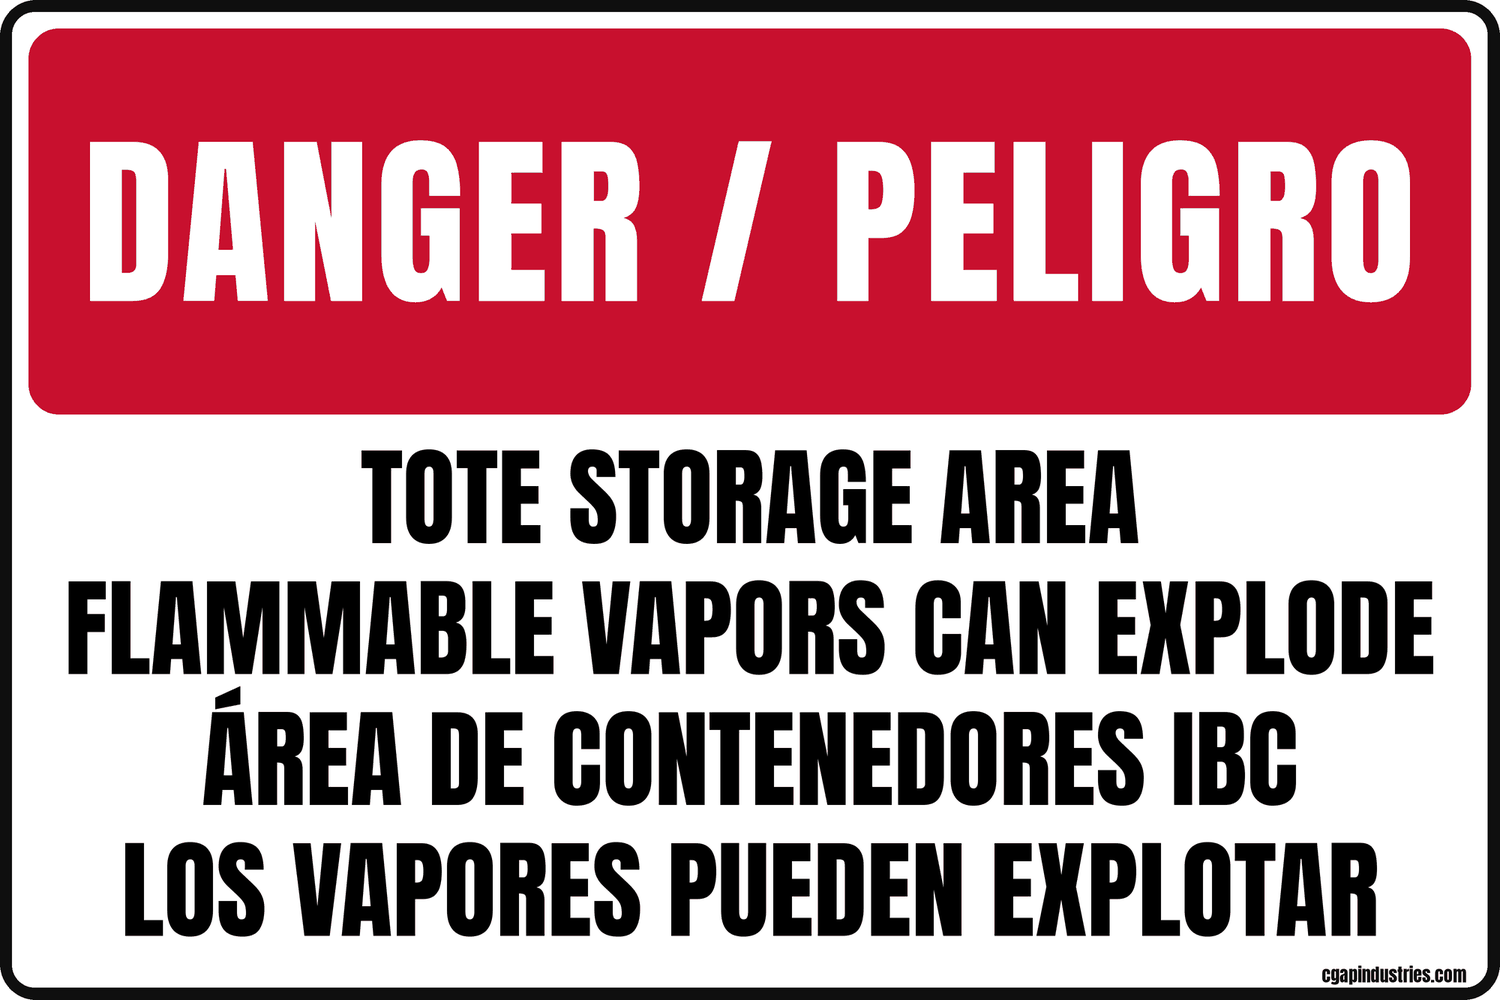 DANGER / PELIGRO
TOTE STORAGE AREA
FLAMMABLE VAPORS CAN EXPLODE
ÁREA DE CONTENEDORES IBC
LOS VAPORES PUEDEN EXPLOTAR
cgapindustries.com